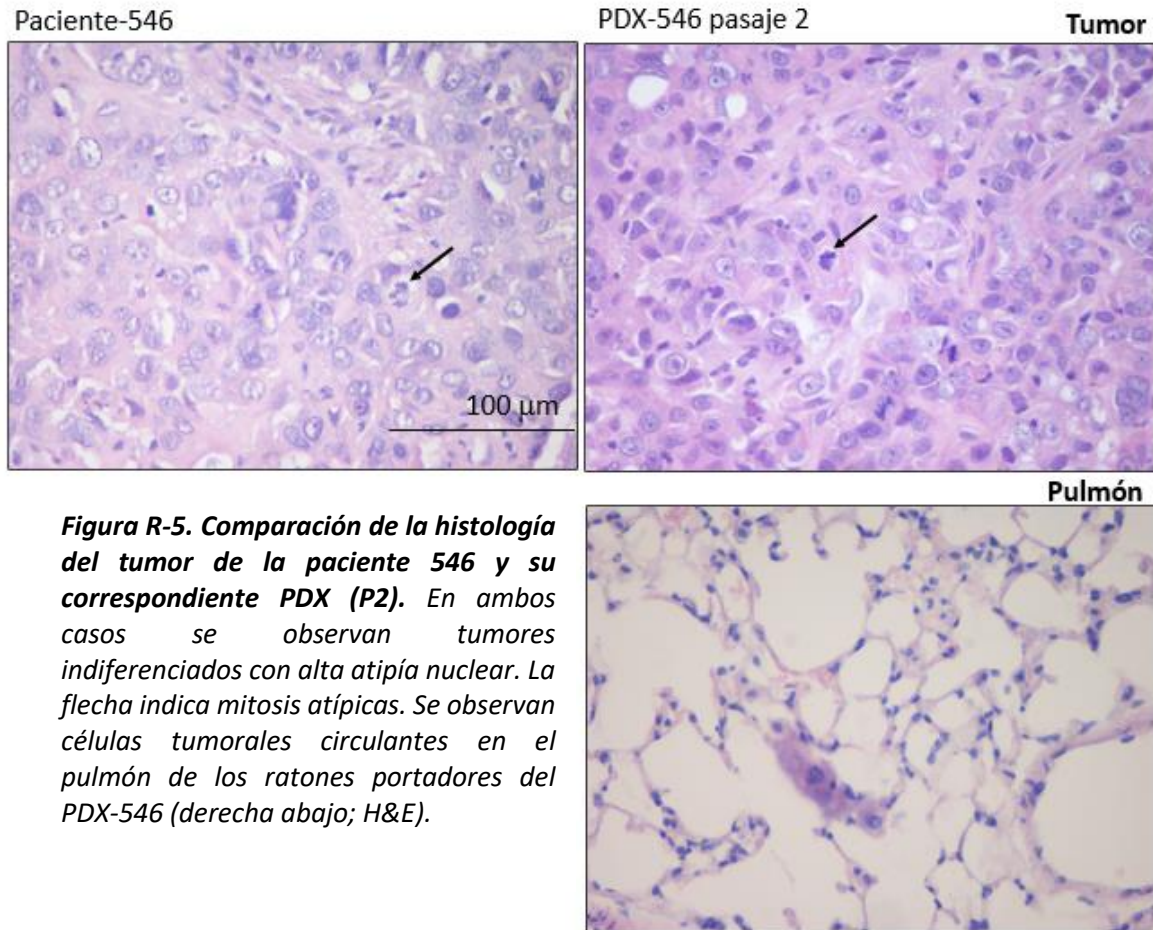 Paciente-546
PDX-546 pasaje 2
Tumor
100 µm
Pulmón
Figura R-5. Comparación de la histología
del tumor de la paciente 546 y su
correspondiente PDX (P2). En ambos
casos se observan tumores
indiferenciados con alta atipía nuclear. La
flecha indica mitosis atípicas. Se observan
células tumorales circulantes en el
pulmón de los ratones portadores del
PDX-546 (derecha abajo; H&E).